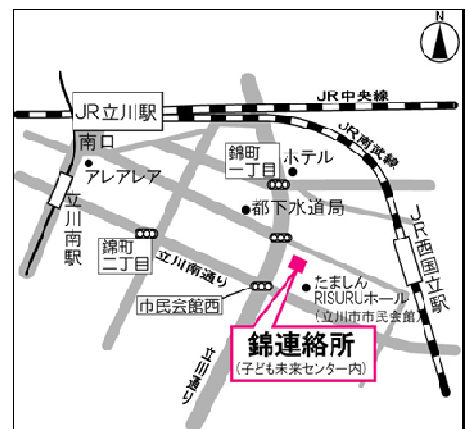 N
JR中央線
JR立川駅
南口
JR南武線
錦町
一丁目
ホテル
アレアレア
都下水道局
立川南駅
錦町
二丁目
立川南通り
JR西国立駅
たましん
RISURUホール
(立川市市民会館)
市民会館西
錦連絡所
(子ども未来センター内)
立川通り